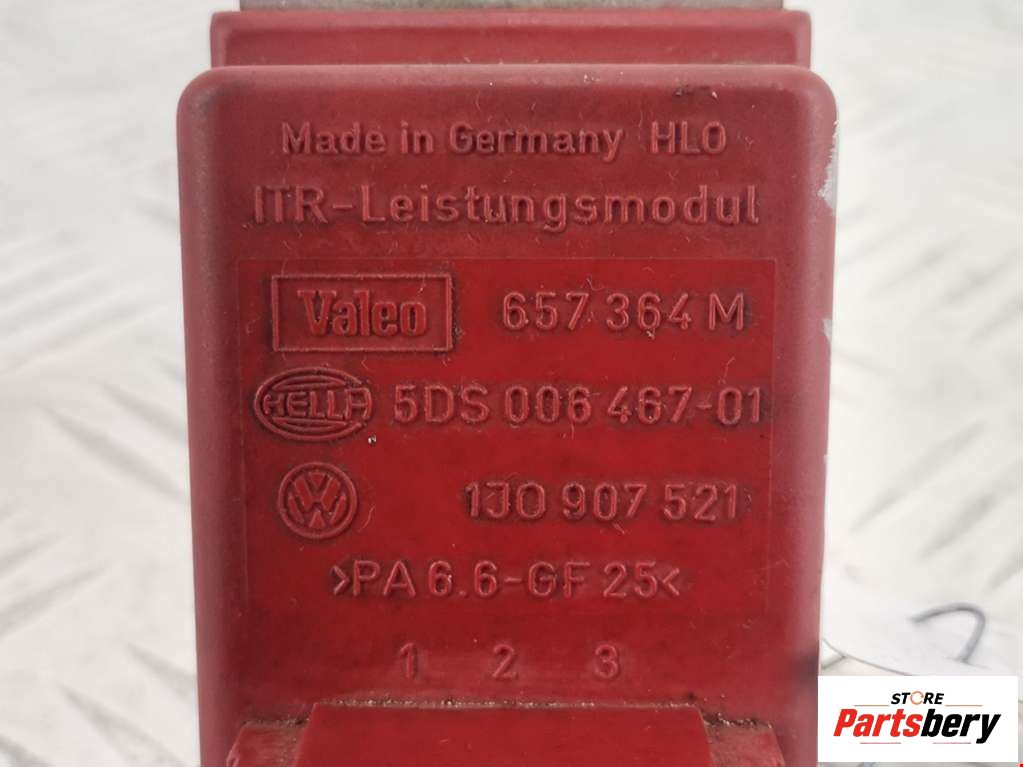 Made in Germany HLO
ITR-Leistungsmodul
Valeo 657 364 M
HELLA 5DS 006 467-01
VW 1J0 907 521
>PA 6.6-GF 25<
1 2 3
STORE
Partsbery